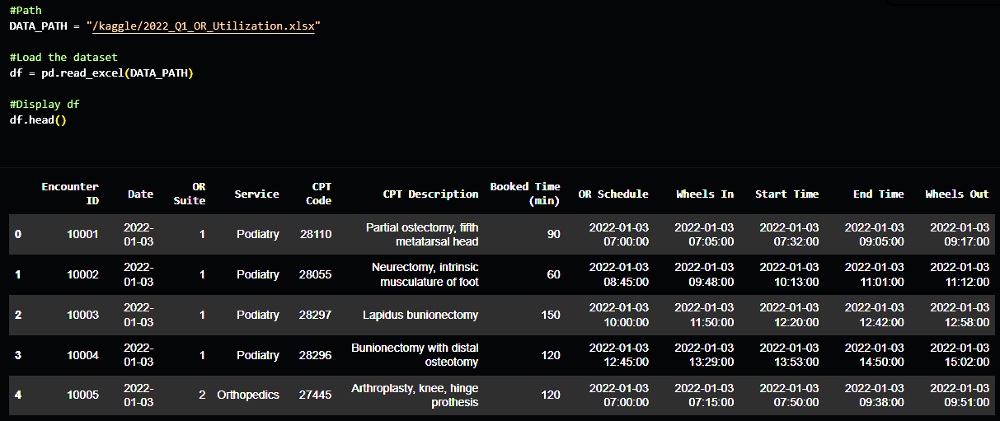 #Path
DATA_PATH = "/kaggle/2022_Q1_OR_Utilization.xlsx"
#Load the dataset
df = pd.read_excel(DATA_PATH)
#Display df
df.head()
Encounter ID Date OR Suite Service CPT Code CPT Description Booked Time (min) OR Schedule Wheels In Start Time End Time Wheels Out
0 10001 2022-01-03 1 Podiatry 28110 Partial ostectomy, fifth metatarsal head 90 2022-01-03 07:00:00 2022-01-03 07:05:00 2022-01-03 07:32:00 2022-01-03 09:05:00 2022-01-03 09:17:00
1 10002 2022-01-03 1 Podiatry 28055 Neurectomy, intrinsic musculature of foot 60 2022-01-03 08:45:00 2022-01-03 09:48:00 2022-01-03 10:13:00 2022-01-03 11:01:00 2022-01-03 11:12:00
2 10003 2022-01-03 1 Podiatry 28297 Lapidus bunionectomy 150 2022-01-03 10:00:00 2022-01-03 11:50:00 2022-01-03 12:20:00 2022-01-03 12:42:00 2022-01-03 12:58:00
3 10004 2022-01-03 1 Podiatry 28296 Bunionectomy with distal osteotomy 120 2022-01-03 12:45:00 2022-01-03 13:29:00 2022-01-03 13:53:00 2022-01-03 14:50:00 2022-01-03 15:02:00
4 10005 2022-01-03 2 Orthopedics 27445 Arthroplasty, knee, hinge prothesis 120 2022-01-03 07:00:00 2022-01-03 07:15:00 2022-01-03 07:50:00 2022-01-03 09:38:00 2022-01-03 09:51:00